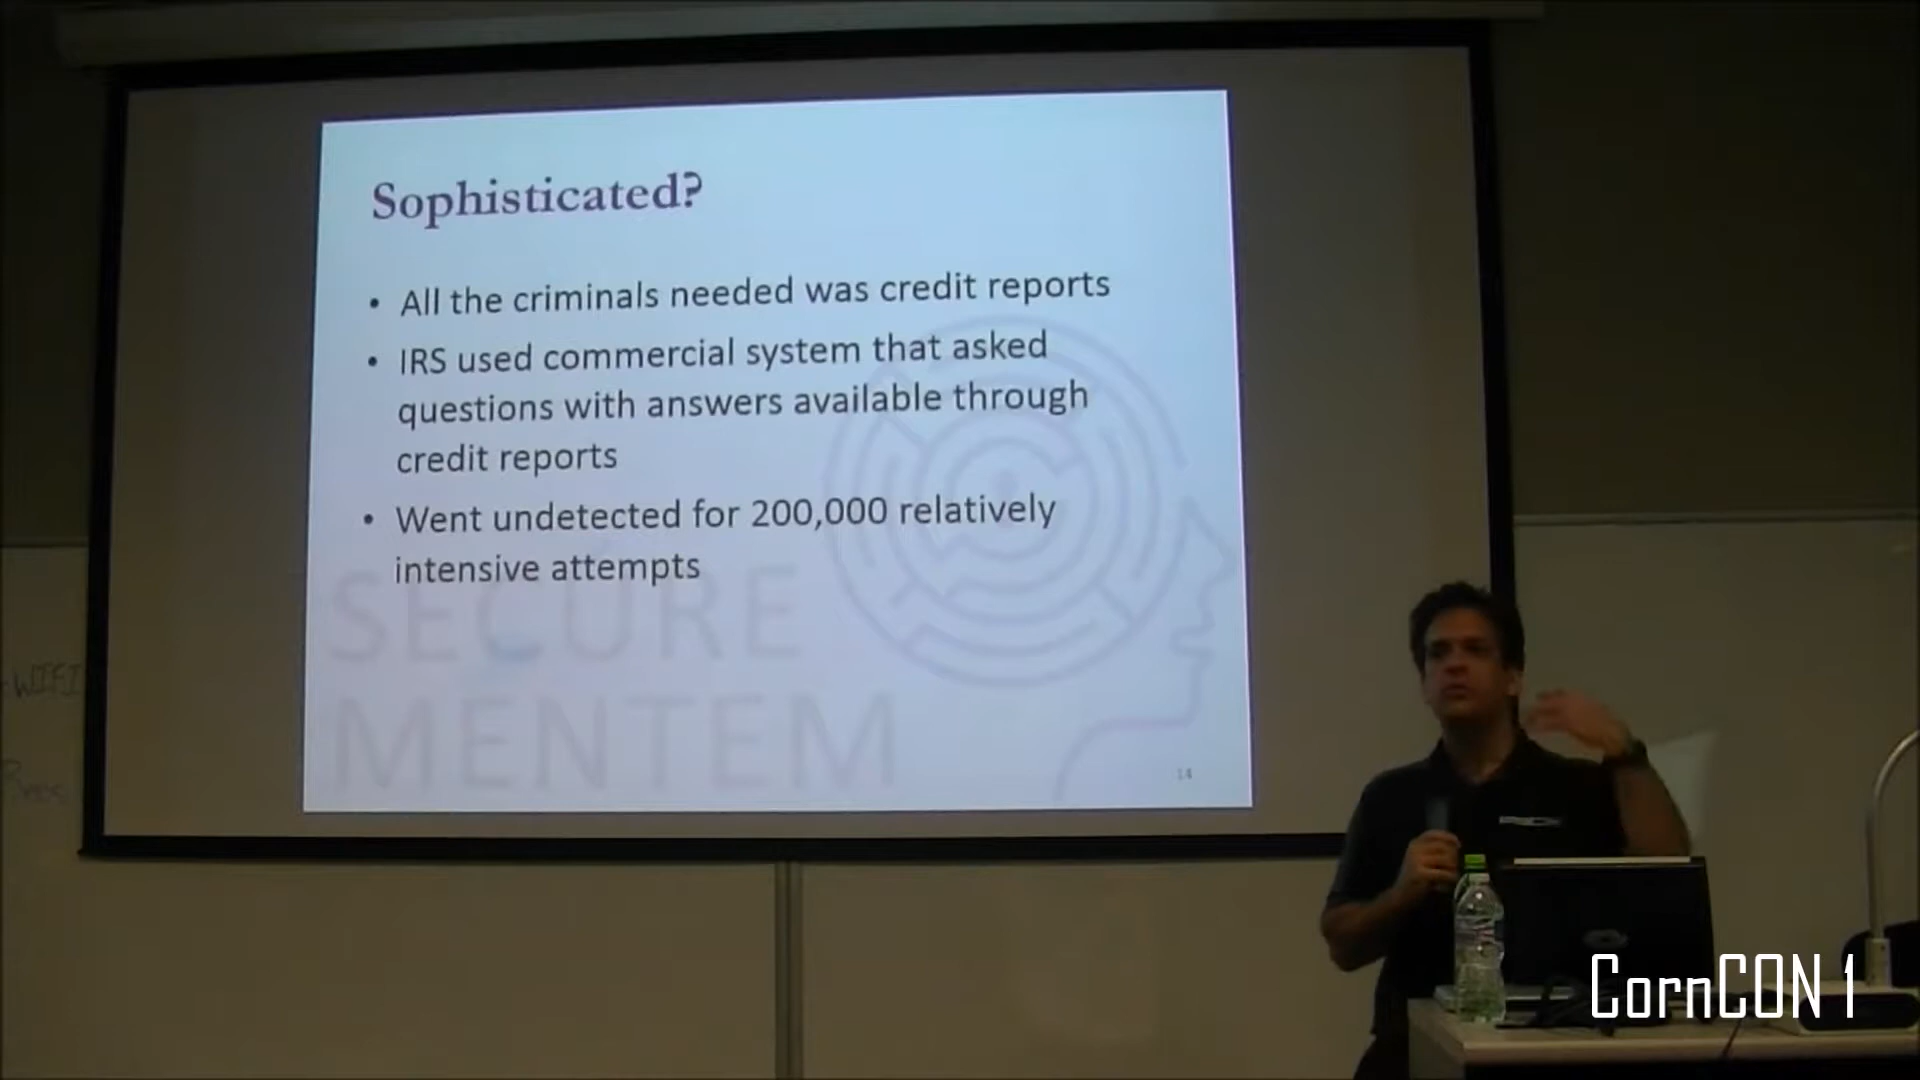 Sophisticated?
• All the criminals needed was credit reports
• IRS used commercial system that asked
questions with answers available through
credit reports
• Went undetected for 200,000 relatively
intensive attempts
SECURE
MENTEM
14
WIFI
CornCON 1